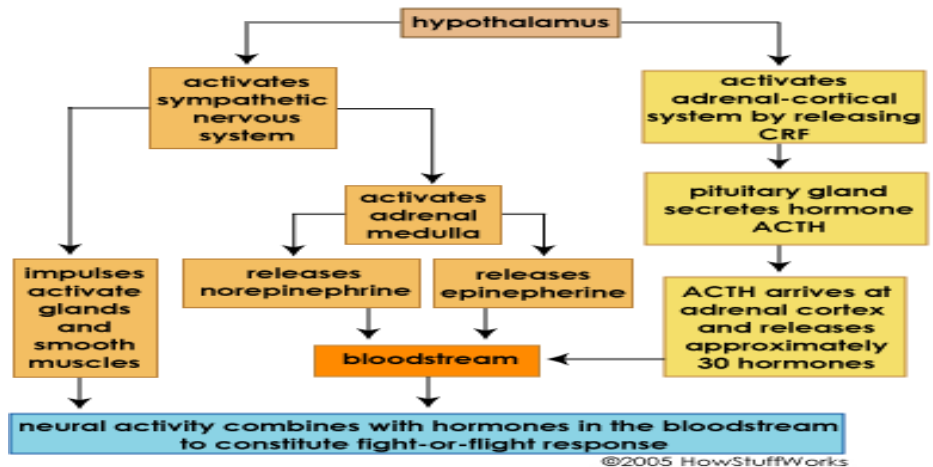 hypothalamus
activates
sympathetic
nervous
system
activates
adrenal-cortical
system by releasing
CRF
activates
adrenal
medulla
pituitary gland
secretes hormone
ACTH
impulses
activate
glands
and
smooth
muscles
releases
norepinephrine
releases
epinepherine
ACTH arrives at
adrenal cortex
and releases
approximately
30 hormones
bloodstream
neural activity combines with hormones in the bloodstream
to constitute fight-or-flight response
©2005 HowStuffWorks